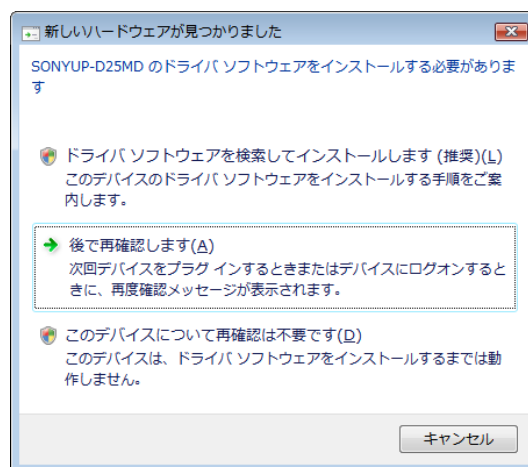 新しいハードウェアが見つかりました
SONYUP-D25MD のドライバ ソフトウェアをインストールする必要がありま
す
ドライバ ソフトウェアを検索してインストールします (推奨)(L)
このデバイスのドライバ ソフトウェアをインストールする手順をご案
内します。
後で再確認します(A)
次回デバイスをプラグ インするときまたはデバイスにログオンすると
きに、再度確認メッセージが表示されます。
このデバイスについて再確認は不要です(D)
このデバイスは、ドライバ ソフトウェアをインストールするまでは動
作しません。
キャンセル